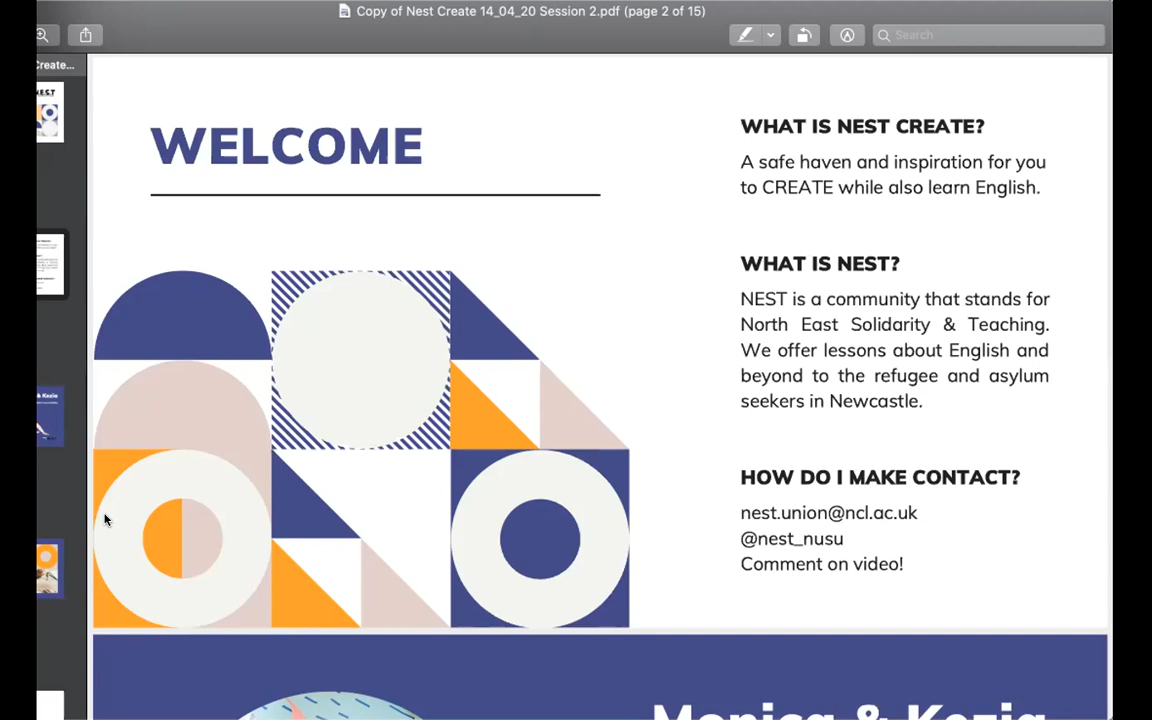 Copy of Nest Create 14_04_20 Session 2.pdf (page 2 of 15)
Search
Create...
WELCOME
WHAT IS NEST CREATE?
A safe haven and inspiration for you
to CREATE while also learn English.
WHAT IS NEST?
NEST is a community that stands for
North East Solidarity & Teaching.
We offer lessons about English and
beyond to the refugee and asylum
seekers in Newcastle.
HOW DO I MAKE CONTACT?
nest.union@ncl.ac.uk
@nest_nusu
Comment on video!
Monica & Kezia